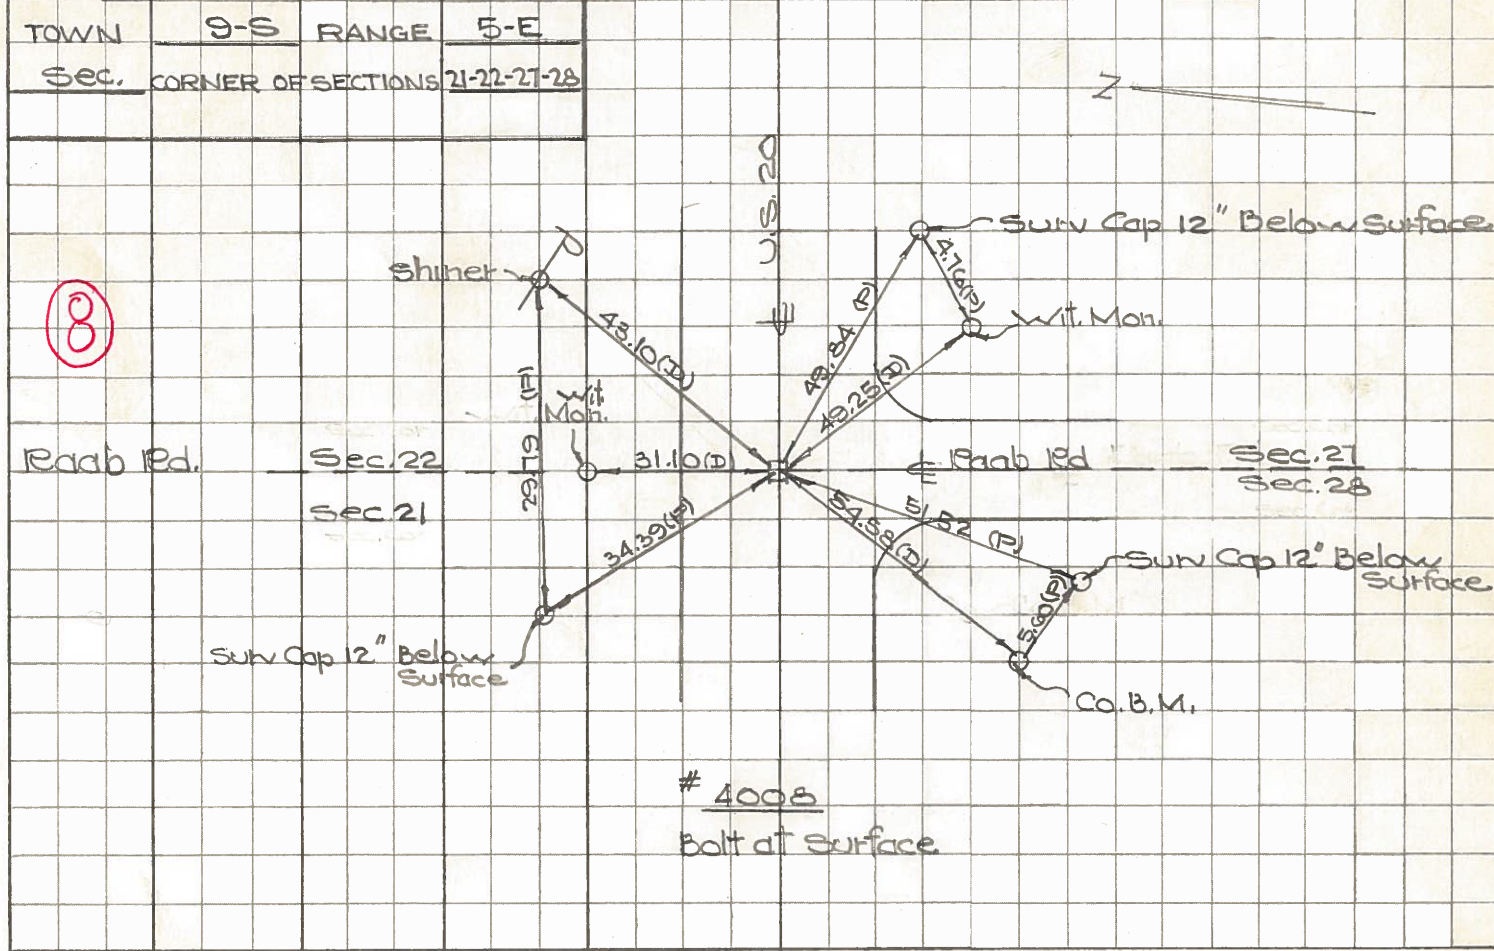 TOWN 9-S RANGE 5-E
Sec. CORNER OF SECTIONS 21-22-27-28
Z
U.S. 20
Surv Cap 12" Below Surface
Shiner
P
8
4.76(P)
Wit. Mon.
43.10(D)
49.84 (P)
49.25(D)
(P)
29.79
Wit.
Mon.
Raab Rd.
Sec.22
31.10(D)
Raab Rd
Sec.27
Sec.21
Sec.28
34.39(P)
54.58(D)
51.52 (P)
Surv Cap 12" Below
Surface
5.60(P)
Surv Cap 12" Below
Surface
Co. B.M.
# 4008
Bolt at Surface